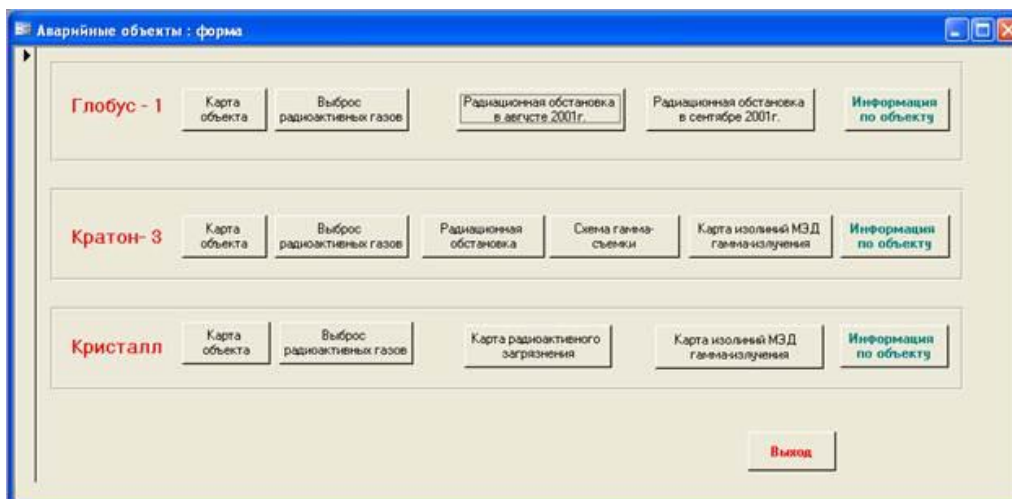 Аварийные объекты : форма
Глобус - 1
Карта
объекта
Выброс
радиоактивных газов
Радиационная обстановка
в августе 2001г.
Радиационная обстановка
в сентябре 2001г.
Информация
по объекту
Кратон- 3
Карта
объекта
Выброс
радиоактивных газов
Радиационная
обстановка
Схема гамма-
съемки
Карта изолиний МЭД
гамма-излучения
Информация
по объекту
Кристалл
Карта
объекта
Выброс
радиоактивных газов
Карта радиоактивного
загрязнения
Карта изолиний МЭД
гамма-излучения
Информация
по объекту
Выход